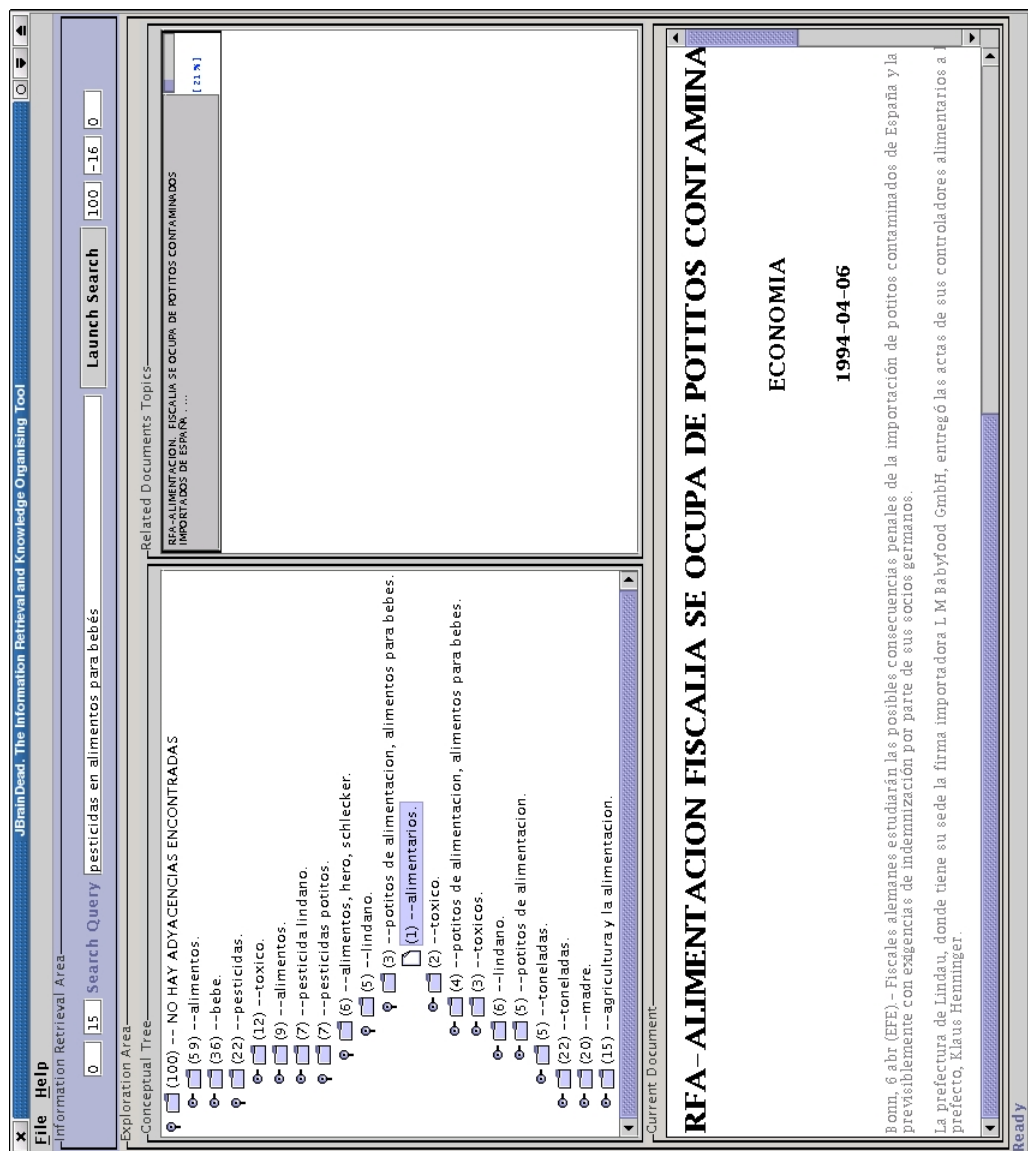 JBrainDead. The Information Retrieval and Knowledge Organising Tool
File Help
Information Retrieval Area
0 15 Search Query pesticidas en alimentos para bebés Launch Search 100 -16 0
Exploration Area
Conceptual Tree
(100) -- NO HAY ADYACENCIAS ENCONTRADAS
(59) --alimentos.
(36) --bebe.
(22) --pesticidas.
(12) --toxico.
(9) --alimentos.
(7) --pesticida lindano.
(7) --pesticidas potitos.
(6) --alimentos, hero, schlecker.
(5) --lindano.
(3) --potitos de alimentacion, alimentos para bebes.
(1) --alimentarios.
(2) --toxico.
(4) --potitos de alimentacion, alimentos para bebes.
(3) --toxicos.
(6) --lindano.
(5) --potitos de alimentacion.
(5) --toneladas.
(22) --toneladas.
(20) --madre.
(15) --agricultura y la alimentacion.
Related Documents Topics
RFA-ALIMENTACION. FISCALIA SE OCUPA DE POTITOS CONTAMINADOS
IMPORTADOS DE ESPAÑA . ...
[ 21 %]
Current Document
RFA- ALIMENTACION FISCALIA SE OCUPA DE POTITOS CONTAMINA
ECONOMIA
1994-04-06
Bonn, 6 abr (EFE).- Fiscales alemanes estudiarán las posibles consecuencias penales de la importación de potitos contaminados de España y la
previsiblemente con exigencias de indemnización por parte de sus socios germanos.
La prefectura de Lindau, donde tiene su sede la firma importadora L M Babyfood GmbH, entregó las actas de sus controladores alimentarios a
prefecto, Klaus Henninger.
Ready